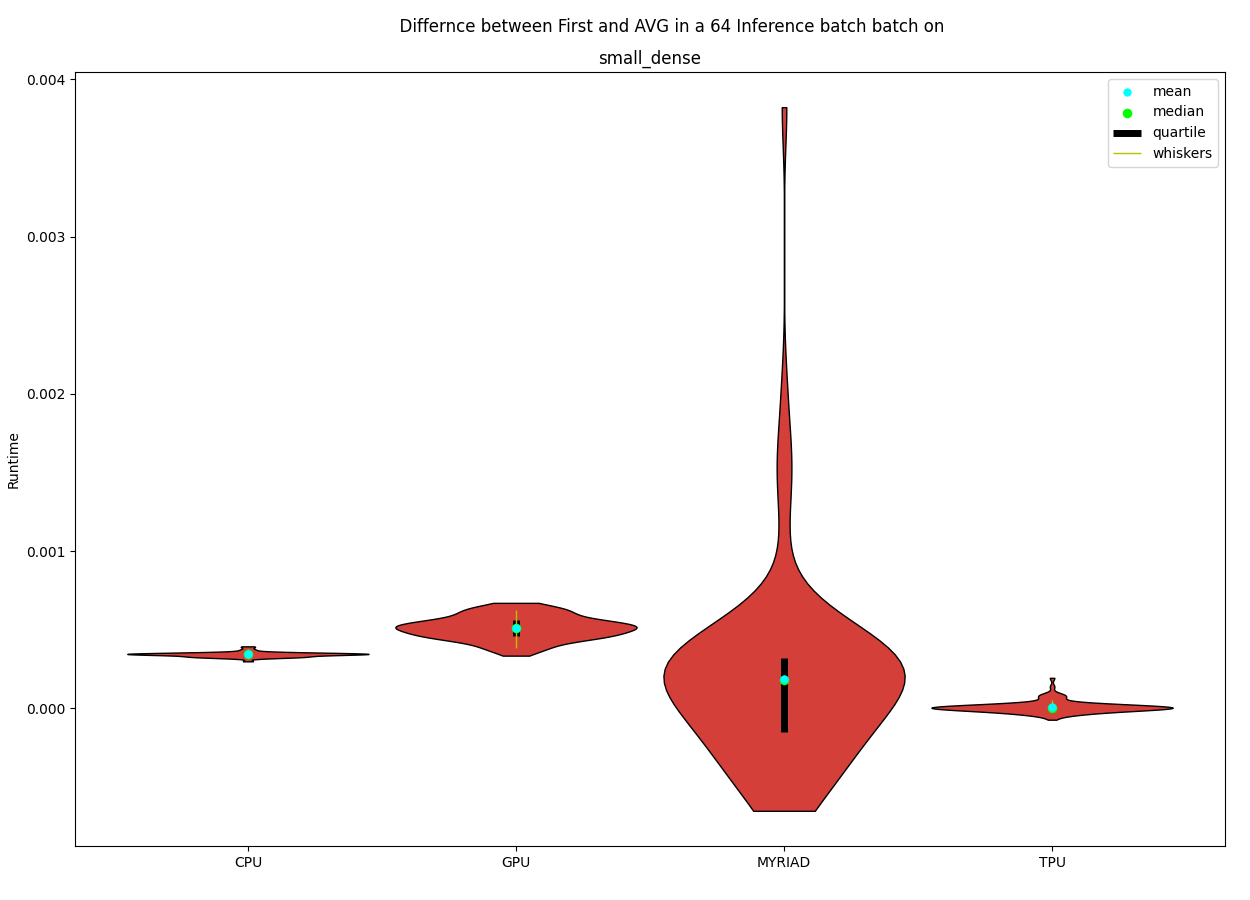 Differnce between First and AVG in a 64 Inference batch batch on
small_dense
0.004
0.003
0.002
0.001
0.000
Runtime
mean
median
quartile
whiskers
CPU
GPU
MYRIAD
TPU